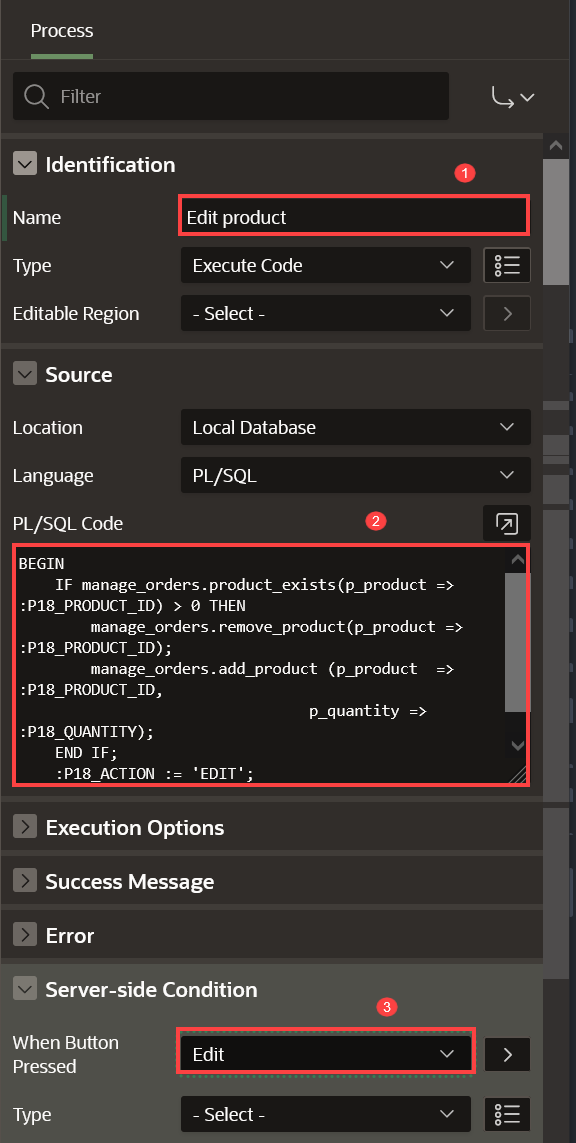 Process
Filter
Identification
1
Name
Edit product
Type
Execute Code
Editable Region
- Select -
Source
Location
Local Database
Language
PL/SQL
PL/SQL Code
2
BEGIN
    IF manage_orders.product_exists(p_product =>
:P18_PRODUCT_ID) > 0 THEN
        manage_orders.remove_product(p_product =>
:P18_PRODUCT_ID);
        manage_orders.add_product (p_product  =>
:P18_PRODUCT_ID,
                                p_quantity =>
:P18_QUANTITY);
    END IF;
    :P18_ACTION := 'EDIT';
Execution Options
Success Message
Error
Server-side Condition
3
When Button
Pressed
Edit
Type
- Select -